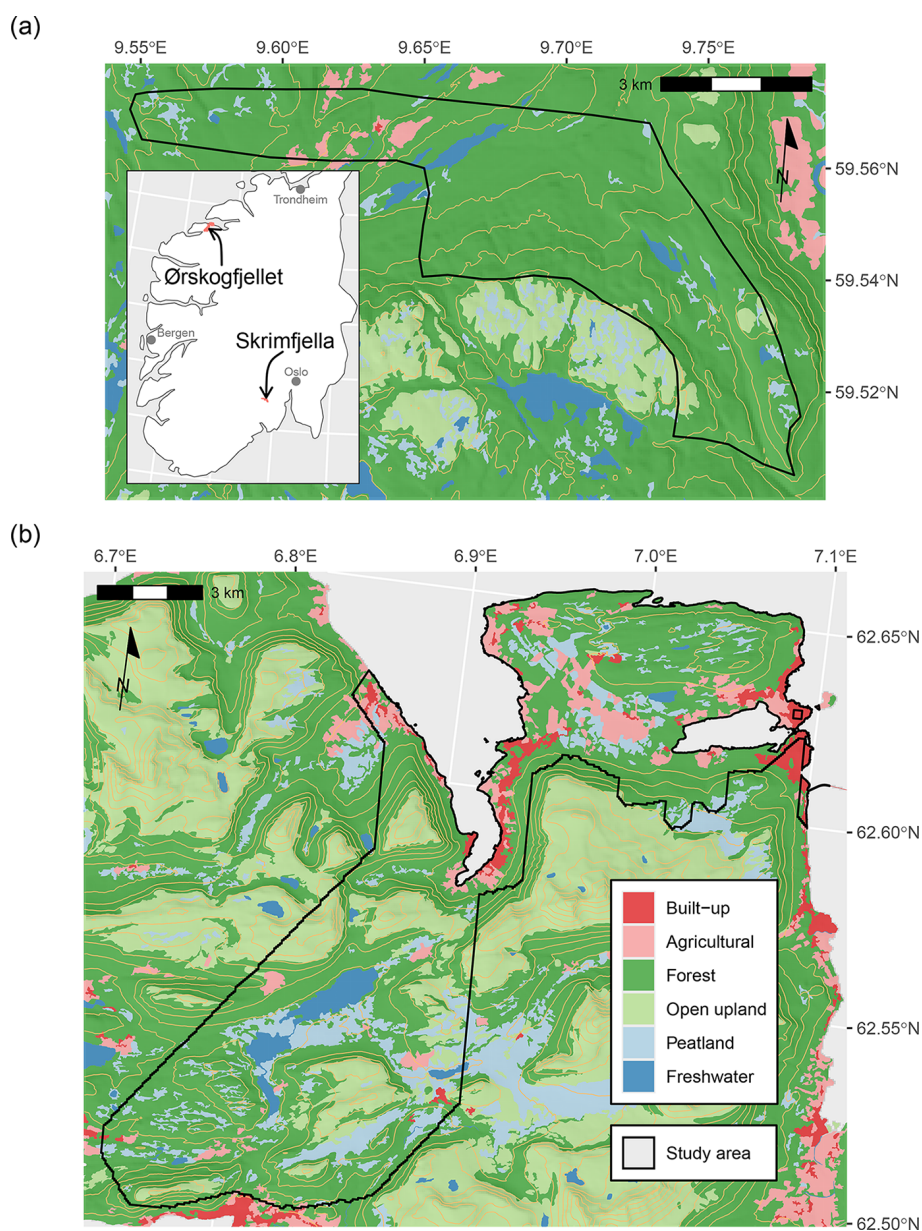 (a)
9.55°E 9.60°E 9.65°E 9.70°E 9.75°E
3 km
N
59.56°N
59.54°N
59.52°N
Trondheim
Ørskogfjellet
Bergen
Skrimfjella
Oslo
(b)
6.7°E 6.8°E 6.9°E 7.0°E 7.1°E
3 km
N
62.65°N
62.60°N
62.55°N
62.50°N
Built−up
Agricultural
Forest
Open upland
Peatland
Freshwater
Study area